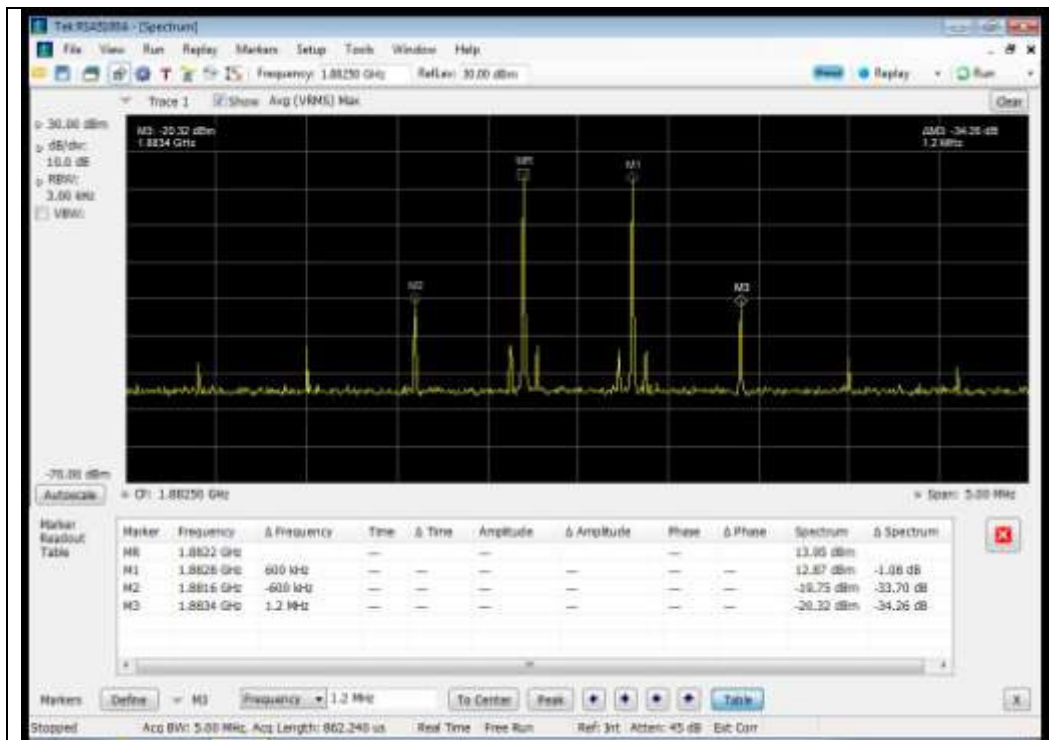 Tek RSA5100A - [Spectrum]
File View Run Replay Markers Setup Tools Window Help
Frequency: 1.88250 GHz RefLev: 30.00 dBm Replay Run
Trace 1 Show Avg (VRMS) Max Clear
30.00 dBm
dB/div:
10.0 dB
RBW:
3.00 kHz
VBW:
-70.00 dBm
M3: -20.32 dBm
1.8834 GHz
ΔM3: -34.26 dB
1.2 MHz
MR
M1
M2
M3
Autoscale CF: 1.88250 GHz Span: 5.00 MHz
Marker
Readout
Table
Marker Frequency Δ Frequency Time Δ Time Amplitude Δ Amplitude Phase Δ Phase Spectrum Δ Spectrum
MR 1.8822 GHz --- --- --- 13.95 dBm
M1 1.8828 GHz 600 kHz --- --- --- --- --- --- 12.87 dBm -1.08 dB
M2 1.8816 GHz -600 kHz --- --- --- --- --- --- -19.75 dBm -33.70 dB
M3 1.8834 GHz 1.2 MHz --- --- --- --- --- --- -20.32 dBm -34.26 dB
Markers Define M3 Frequency 1.2 MHz To Center Peak Table X
Stopped Acq BW: 5.00 MHz, Acq Length: 862.240 us Real Time Free Run Ref: Int Atten: 45 dB Ext Corr